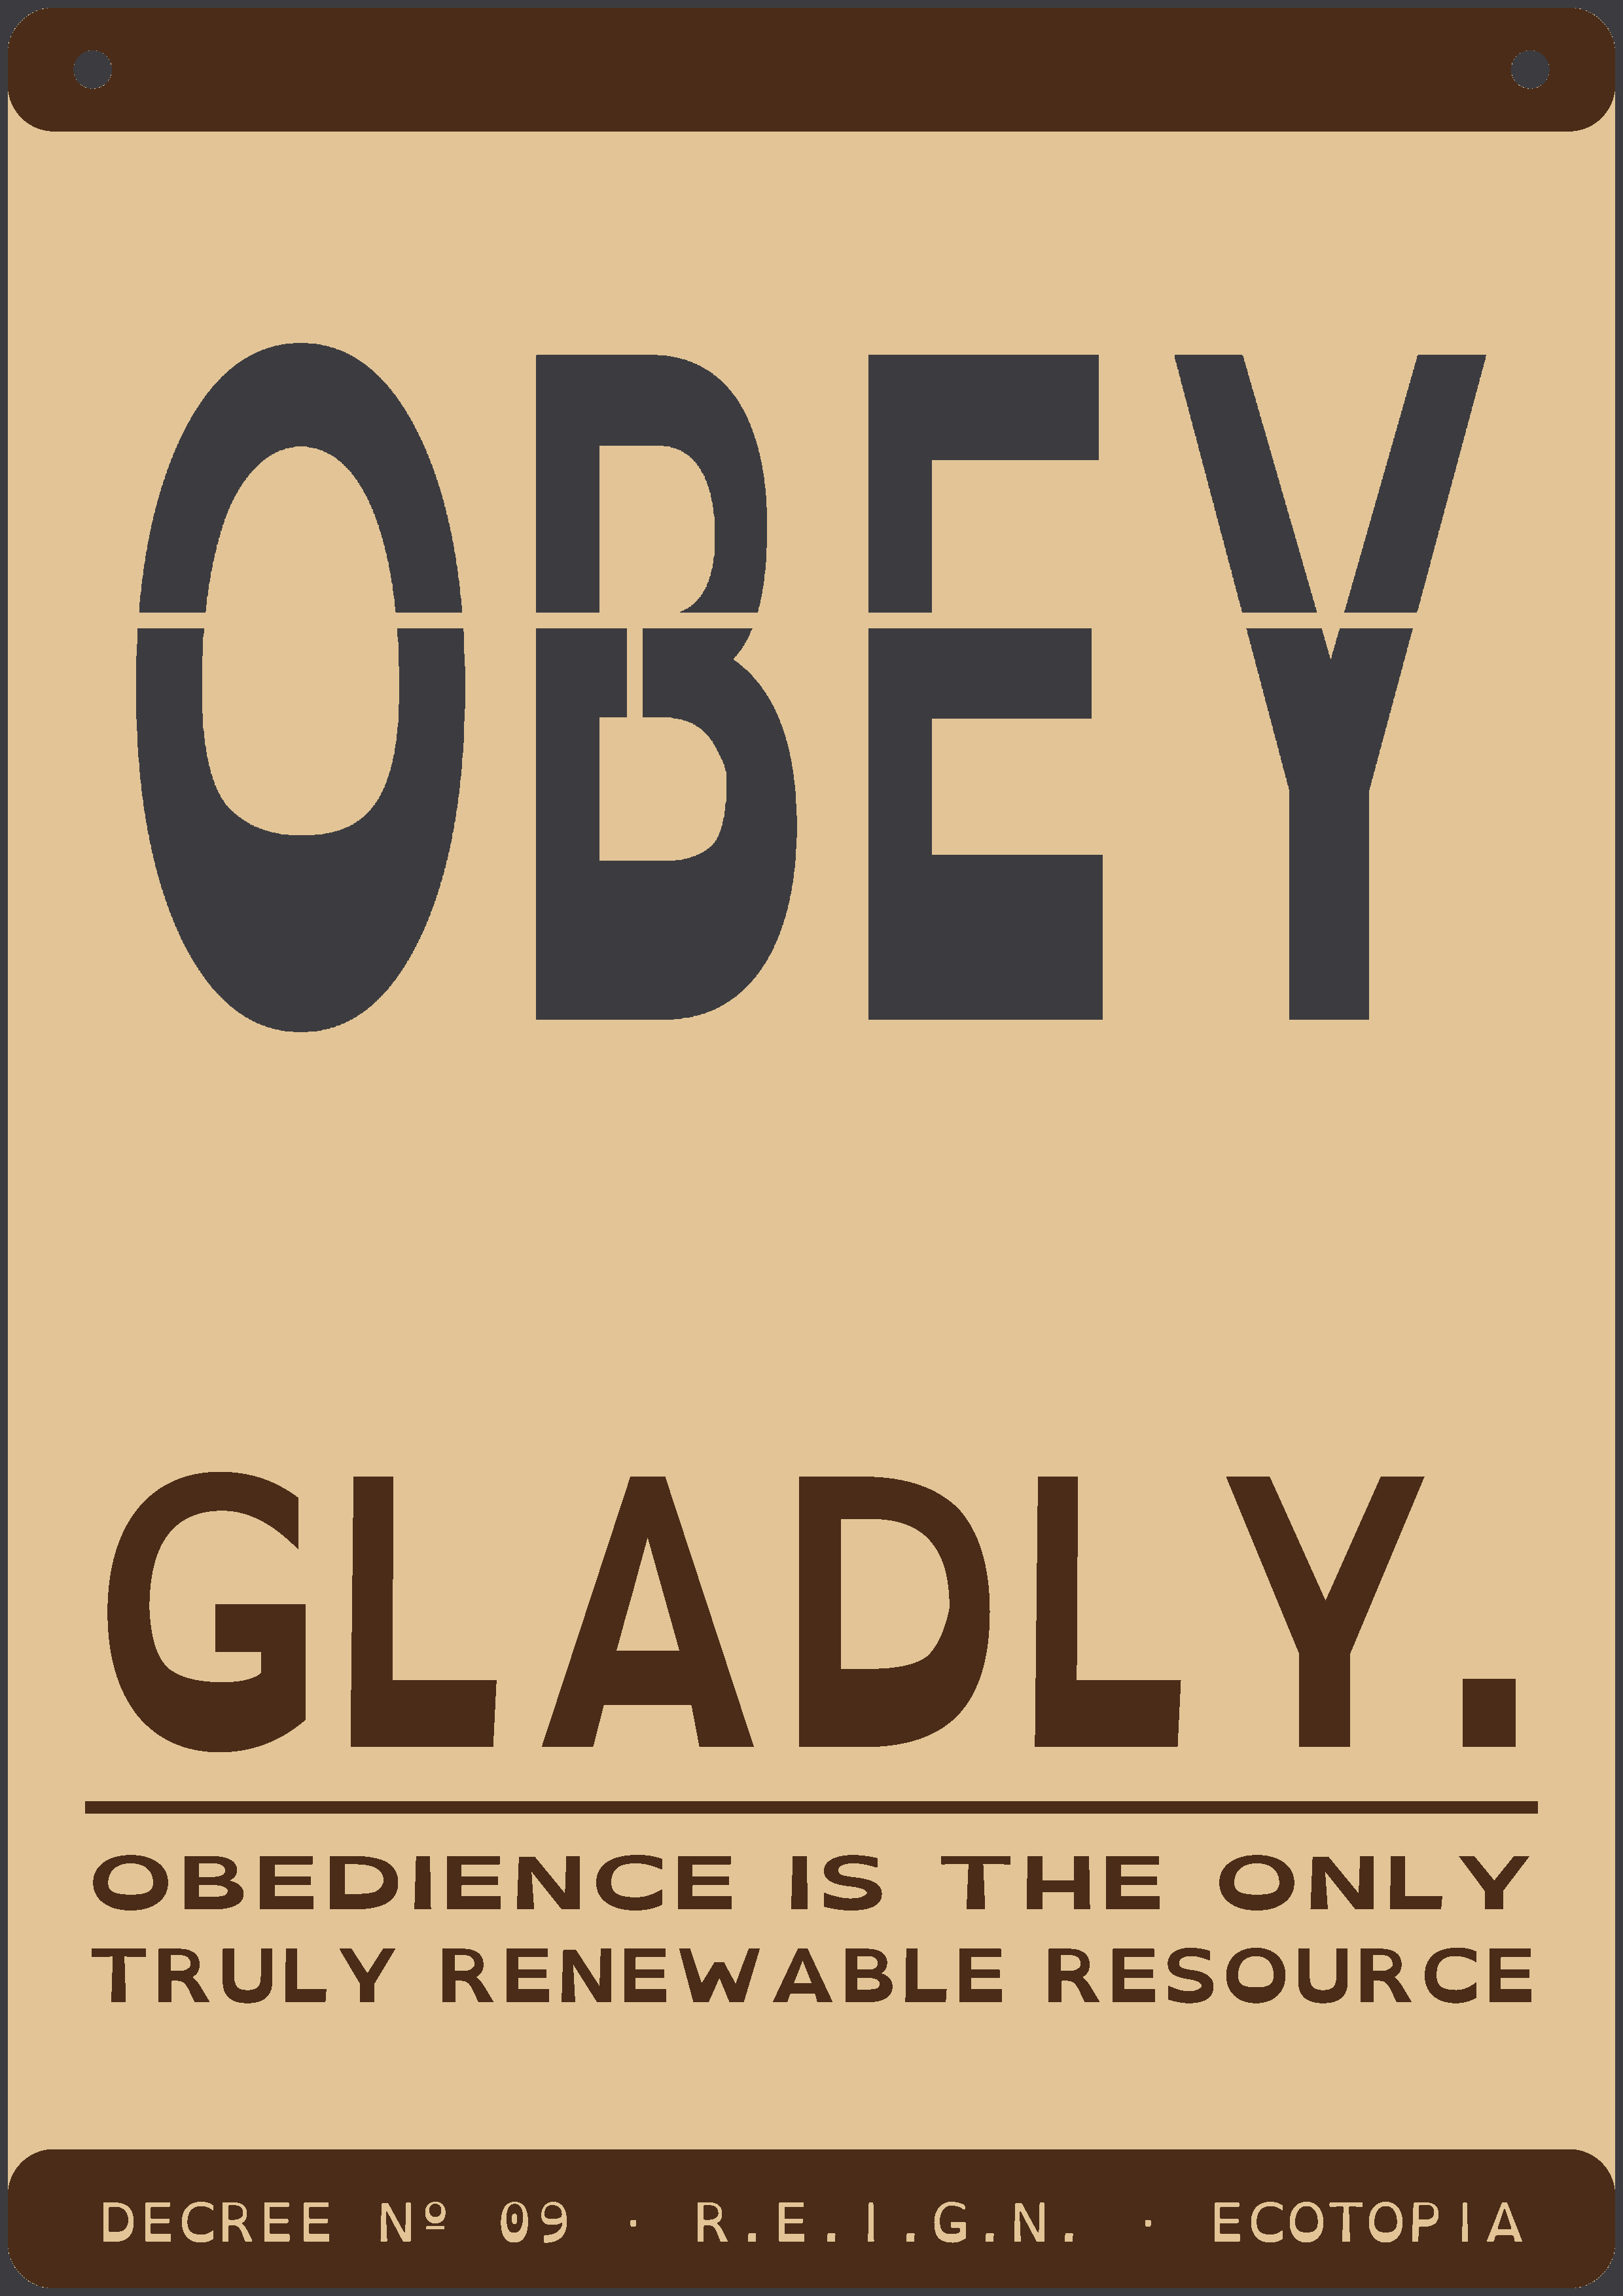 OBEY
GLADLY.
OBEDIENCE IS THE ONLY
TRULY RENEWABLE RESOURCE
DECREE Nº 09 · R.E.I.G.N. · ECOTOPIA